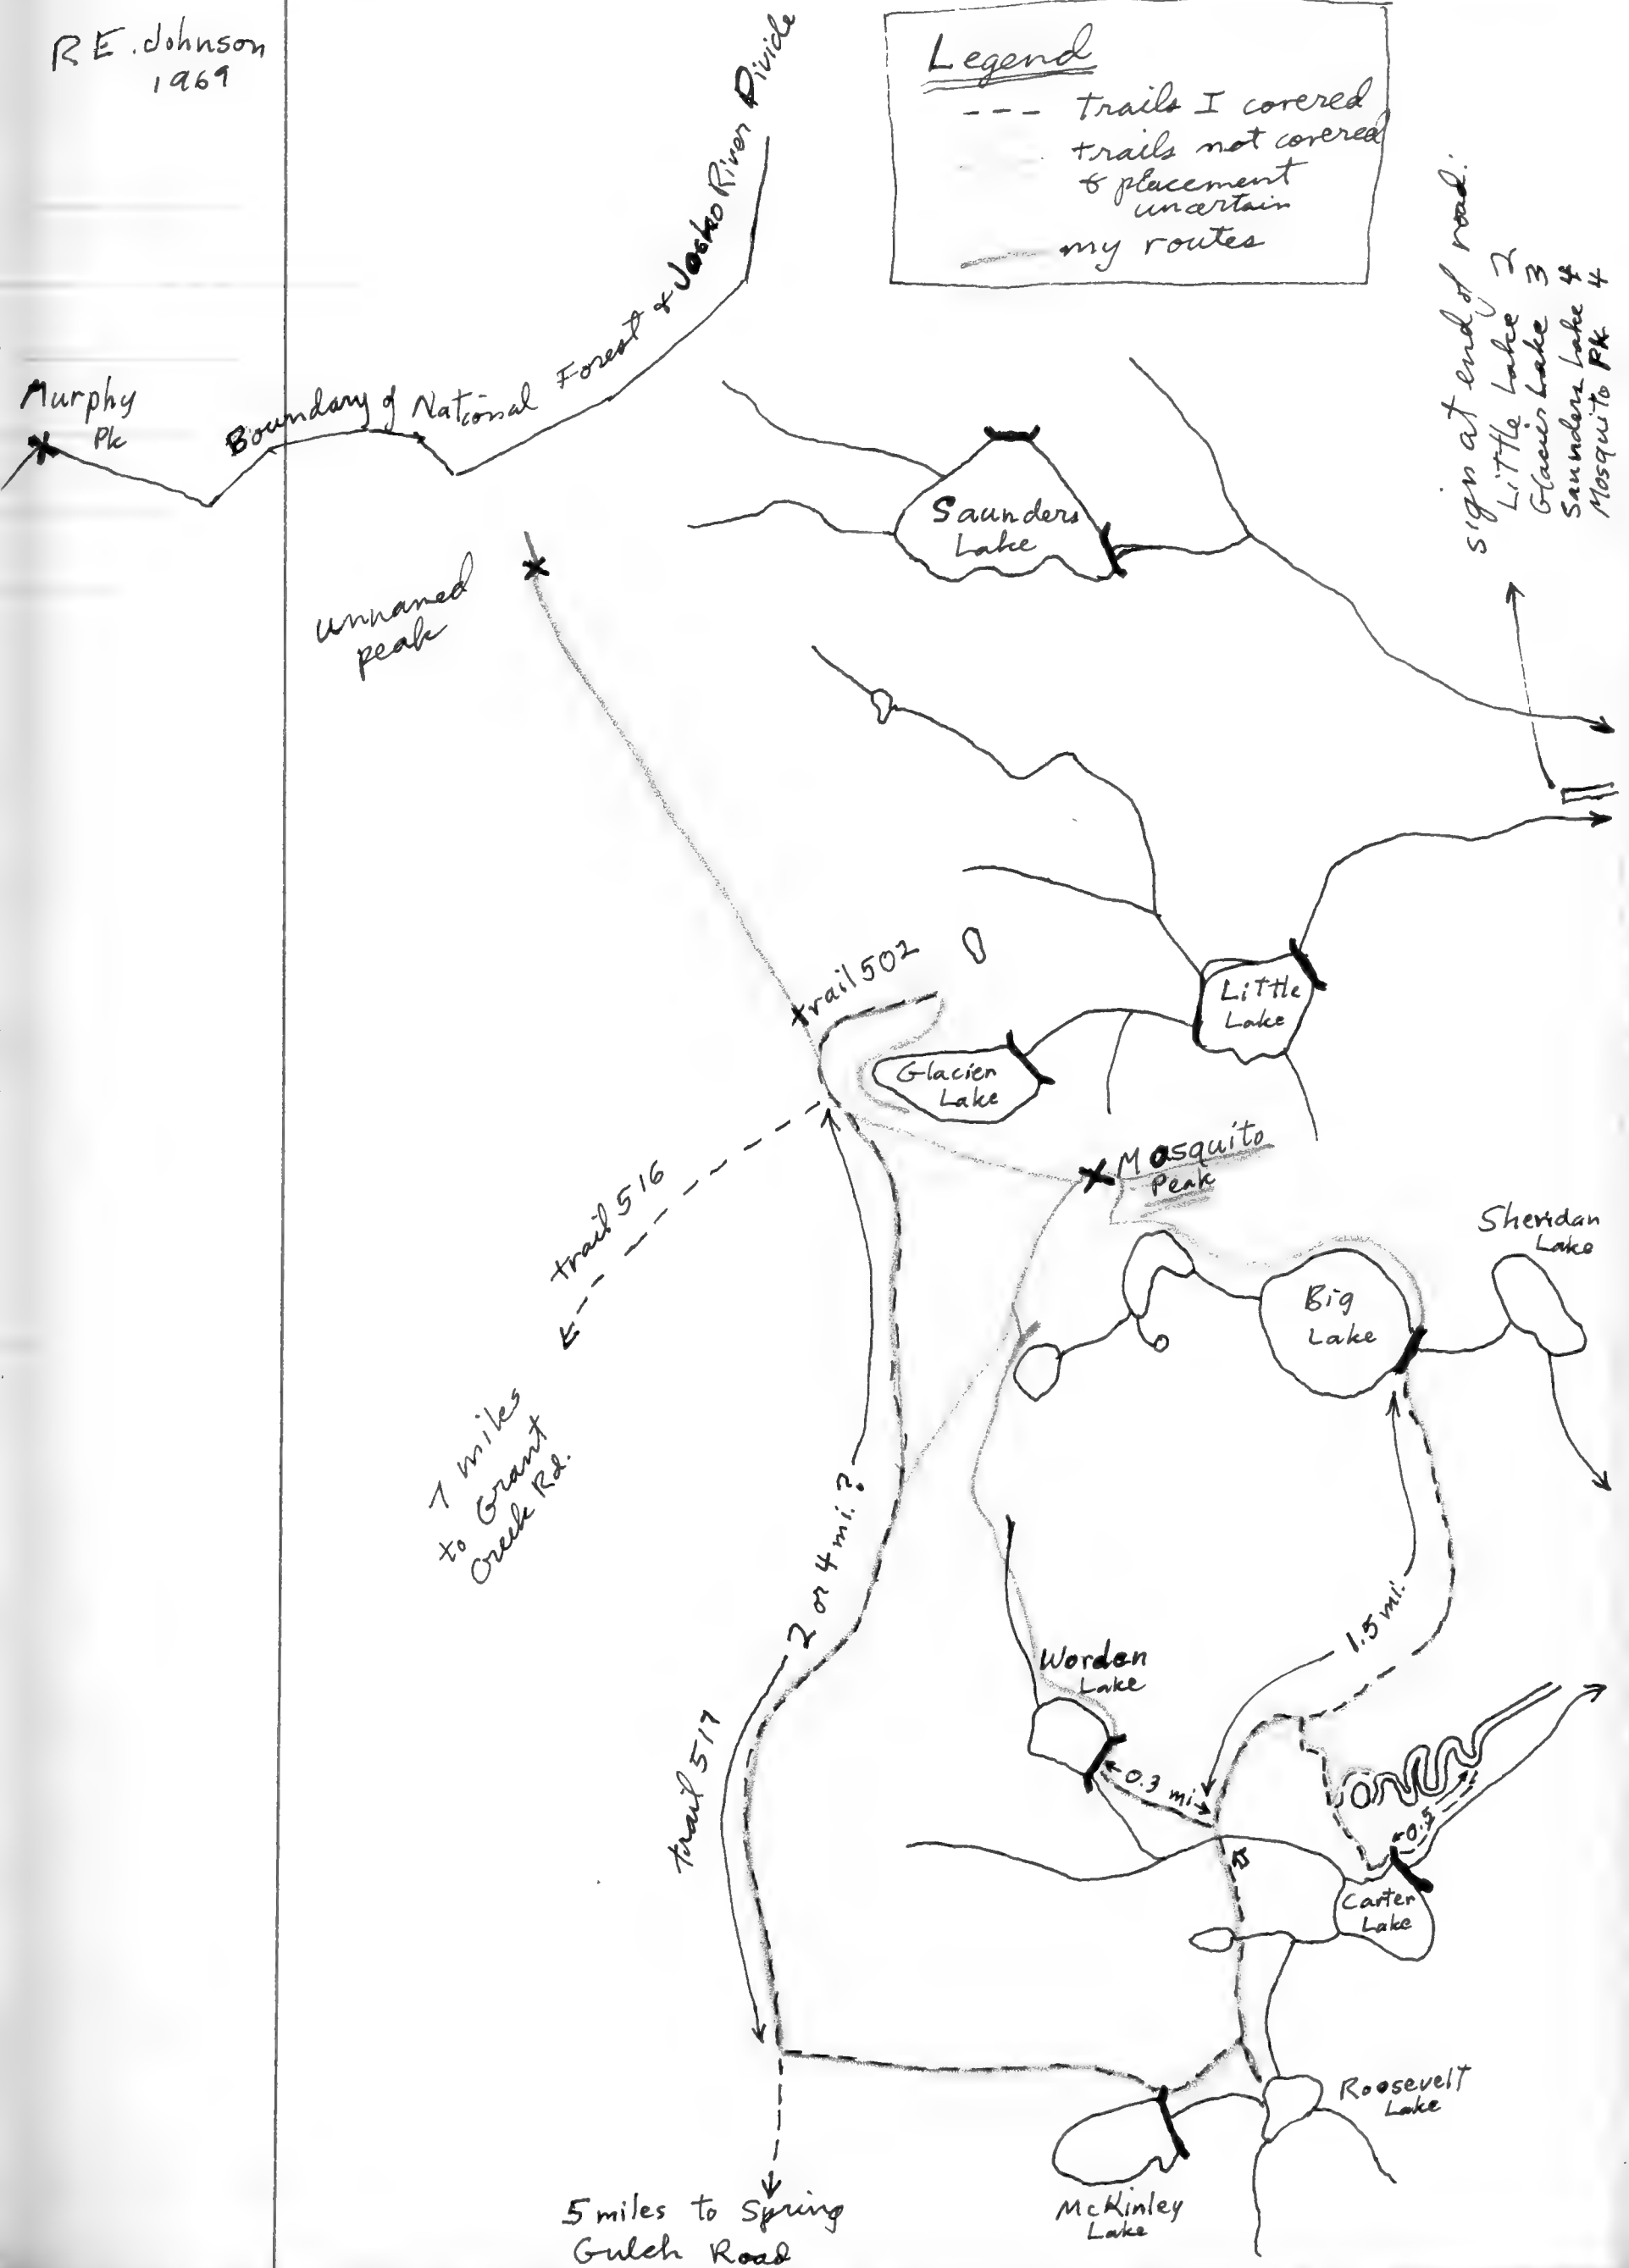 R E. Johnson
1969
Legend
--- trails I covered
trails not covered
& placement
uncertain
my routes
sign at end of road:
Little Lake 2
Glacier Lake 3
Saunders Lake 4
Mosquito PK 4
Murphy
Pk
Boundary of National Forest & Jocko River Divide
unnamed
peak
Saunders
Lake
trail 502
Little
Lake
Glacier
Lake
Mosquito
Peak
trail 516
Sheridan
Lake
Big
Lake
7 miles
to Grant
Creek Rd.
2 or 4 mi.?
1.5 mi.
Worden
Lake
trail 517
0.3 mi
0.5
Carter
Lake
Roosevelt
Lake
McKinley
Lake
5 miles to Spring
Gulch Road